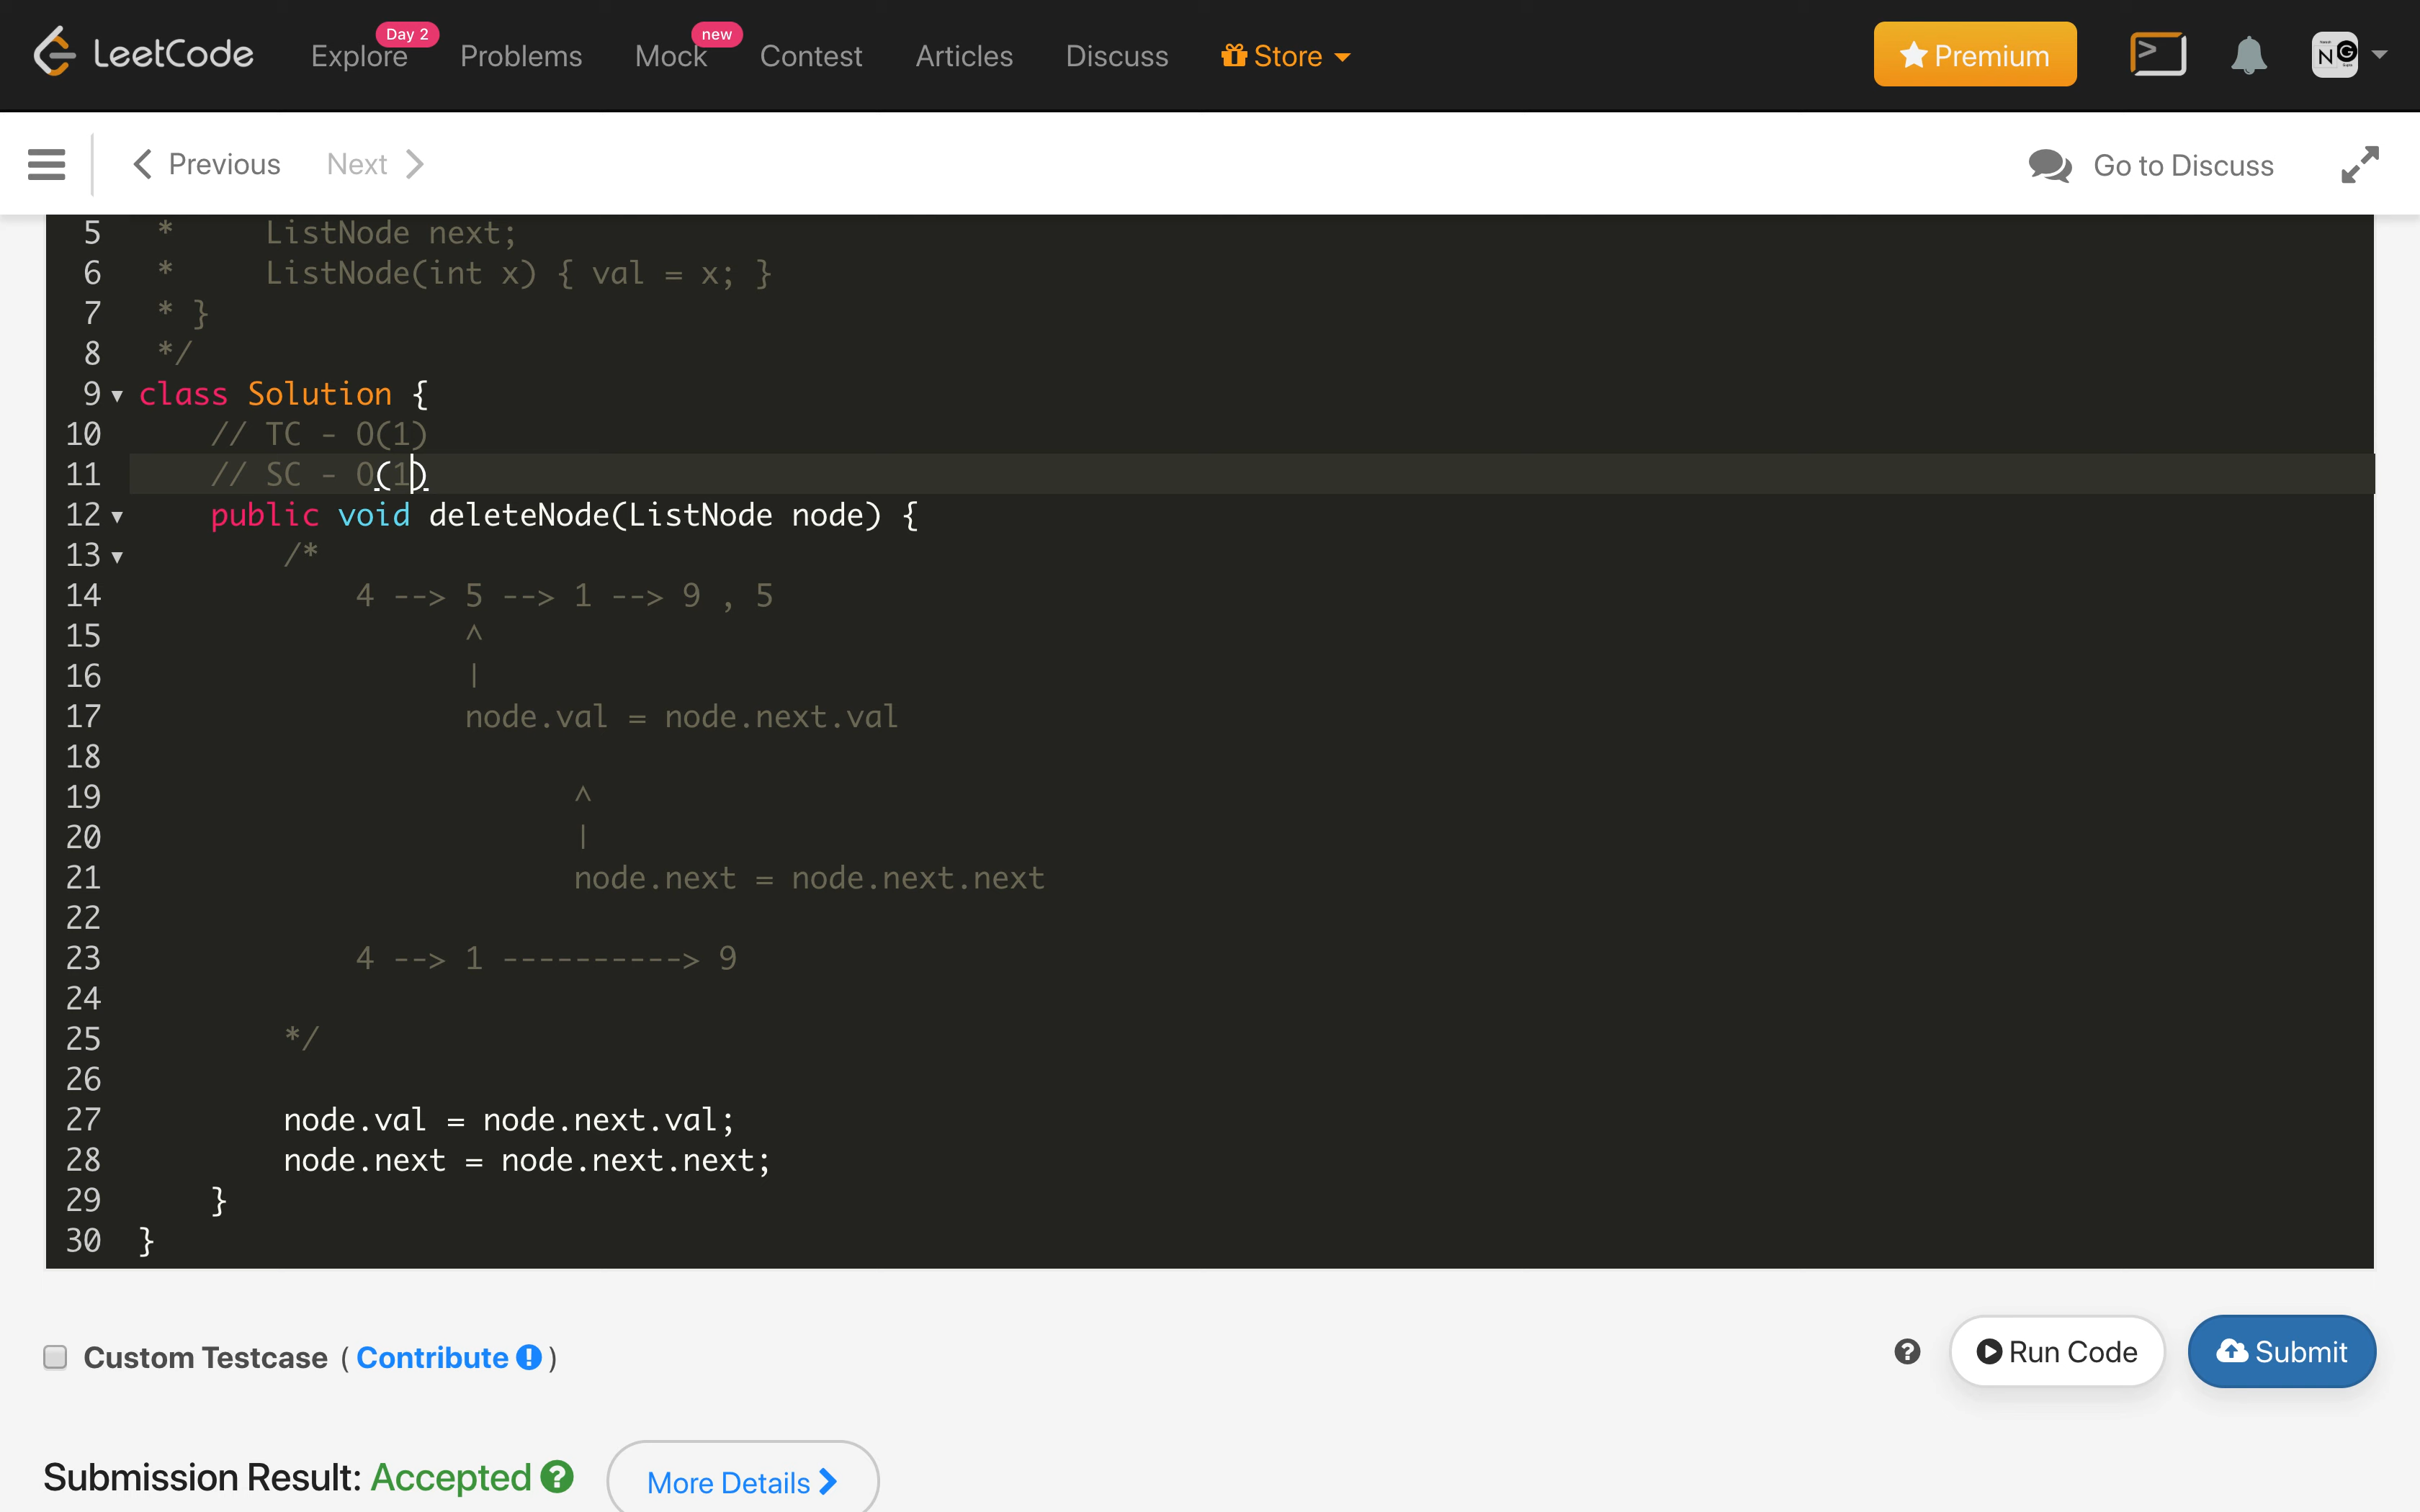 LeetCode Explore Day 2 Problems Mock new Contest Articles Discuss Store Premium N G
Previous Next Go to Discuss
5 * ListNode next;
6 * ListNode(int x) { val = x; }
7 * }
8 */
9 class Solution {
10 // TC - O(1)
11 // SC - O(1)
12 public void deleteNode(ListNode node) {
13 /*
14 4 --> 5 --> 1 --> 9 , 5
15 ^
16 |
17 node.val = node.next.val
18
19 ^
20 |
21 node.next = node.next.next
22
23 4 --> 1 ----------> 9
24
25 */
26
27 node.val = node.next.val;
28 node.next = node.next.next;
29 }
30 }
Custom Testcase ( Contribute ) Run Code Submit
Submission Result: Accepted More Details